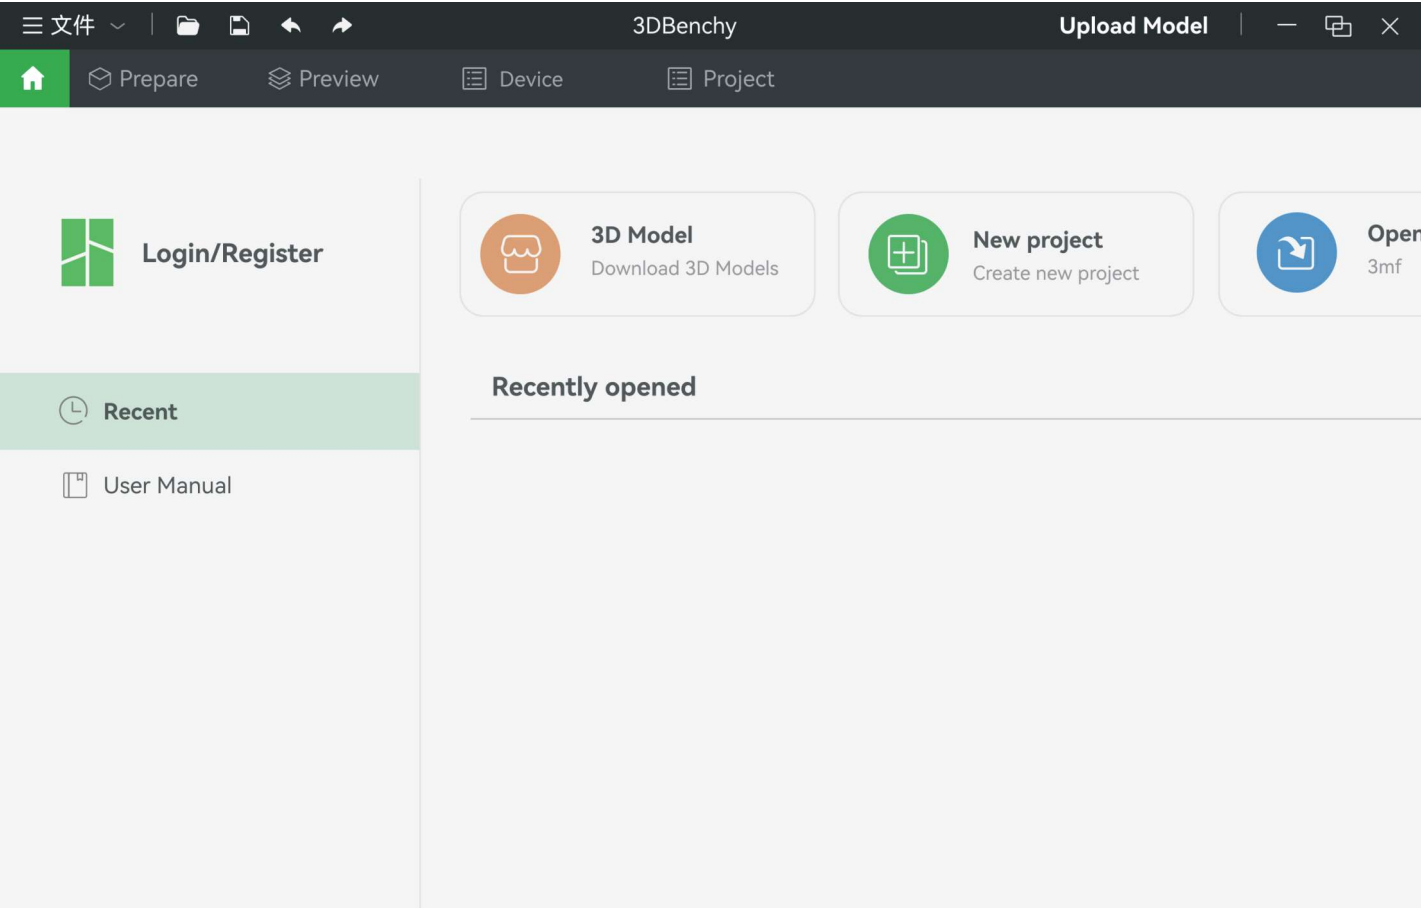 文件
3DBenchy
Upload Model
Prepare
Preview
Device
Project
Login/Register
3D Model
Download 3D Models
New project
Create new project
Open
3mf
Recent
User Manual
Recently opened